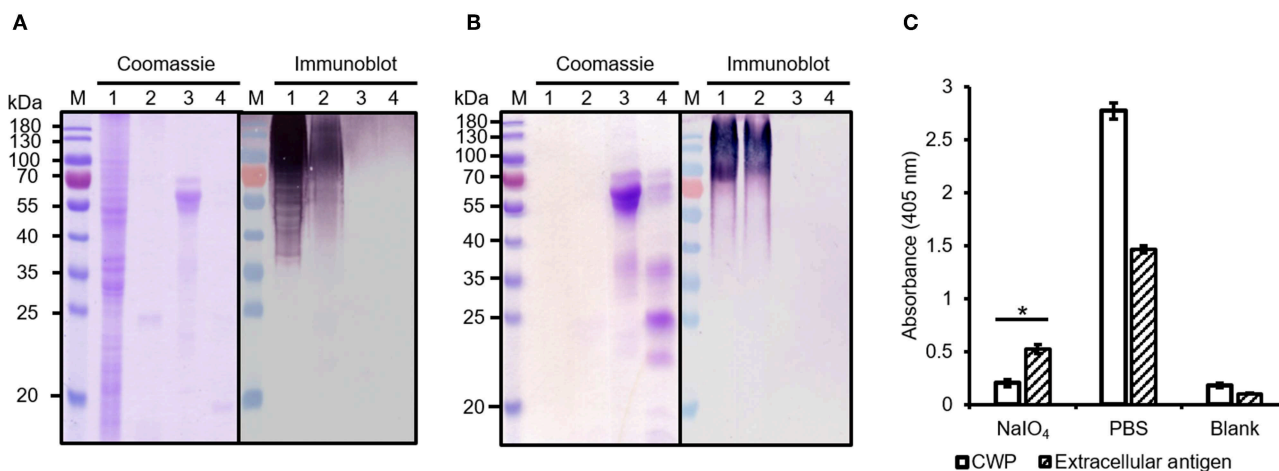 A
Coomassie Immunoblot
kDa M 1 2 3 4 M 1 2 3 4
180
130
100
70
55
40
35
25
20
B
Coomassie Immunoblot
kDa M 1 2 3 4 M 1 2 3 4
180
130
100
70
55
40
35
25
20
C
Absorbance (405 nm)
3
2.5
2
1.5
1
0.5
0
*
NaIO₄ PBS Blank
CWP Extracellular antigen